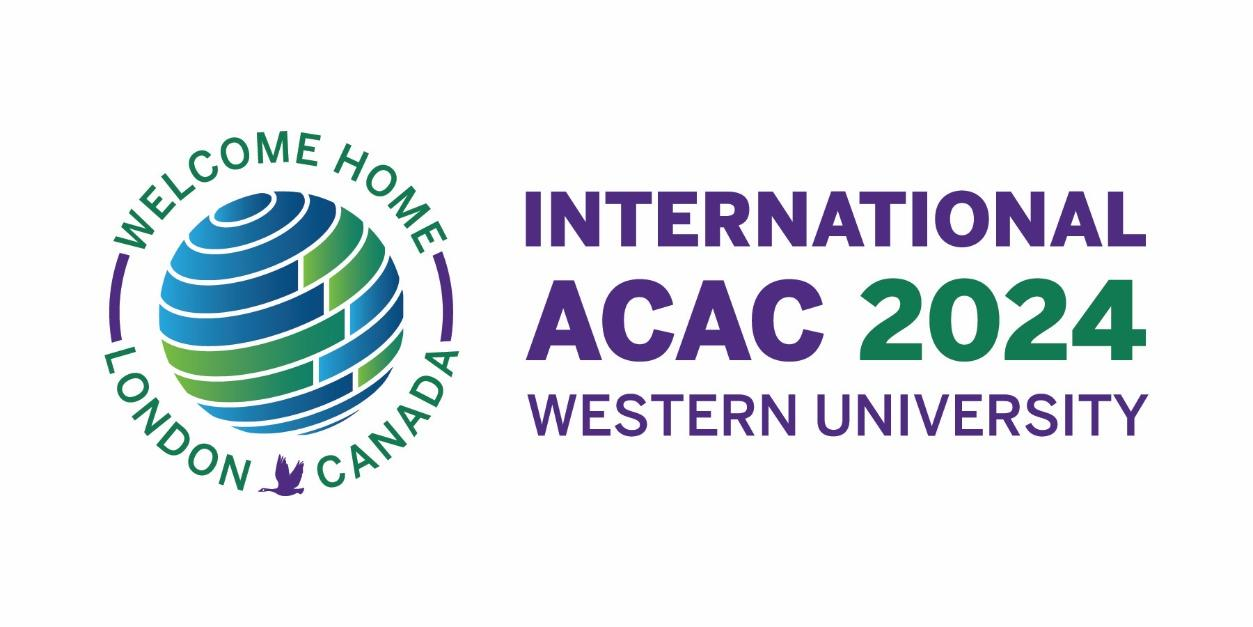 WELCOME HOME
LONDON CANADA
INTERNATIONAL
ACAC 2024
WESTERN UNIVERSITY